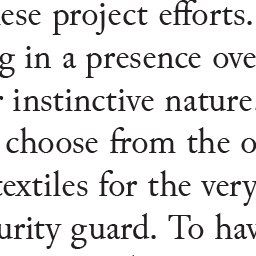 ese project efforts.
g in a presence ove
r instinctive nature.
choose from the o
textiles for the very
urity guard. To hav